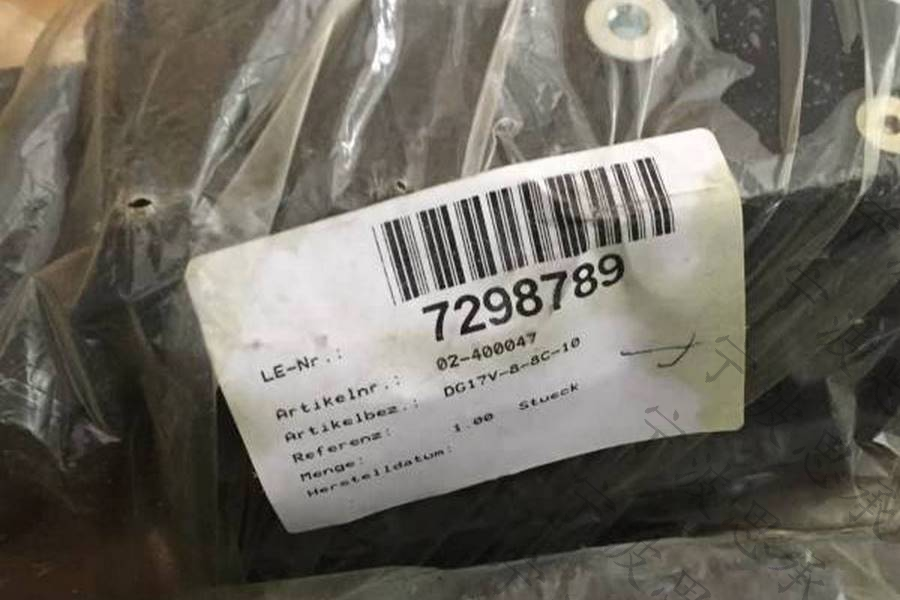 7298789
LE-Nr.:
Artikelnr.: 02-400047
Artikelbez.: DG17V-8-8C-10
Referenz:
Menge: 1.00 Stueck
Herstelldatum: